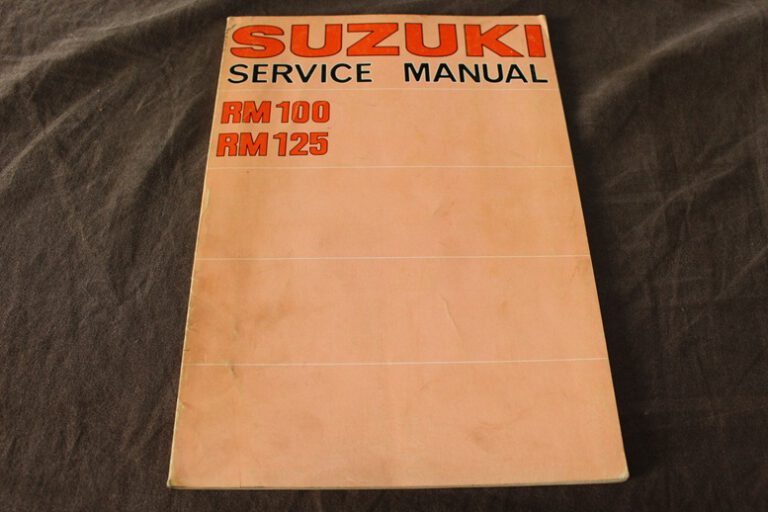 SUZUKI
SERVICE MANUAL
RM100
RM125